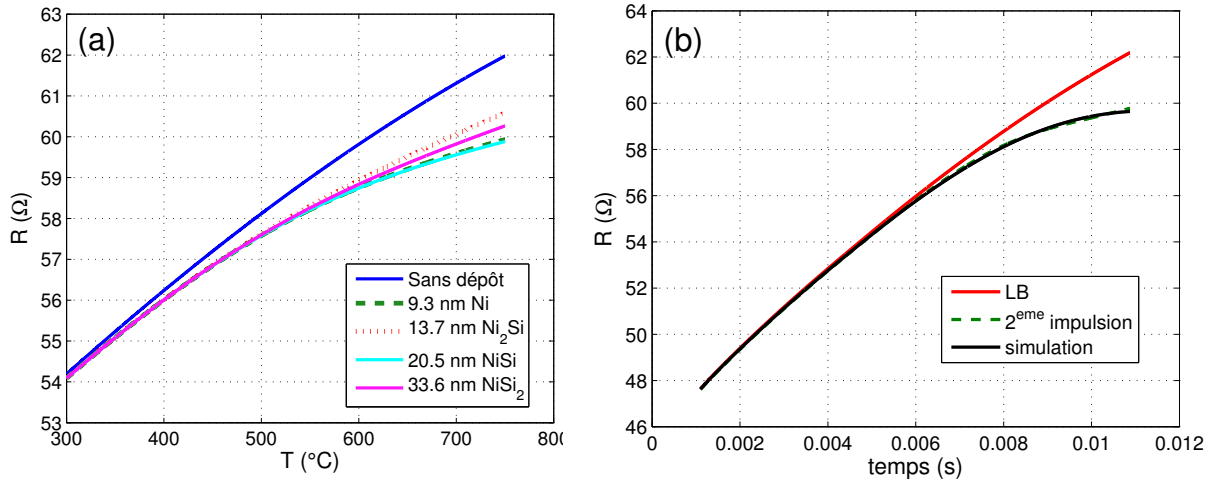 (a)
63
62
61
60
59
58
57
56
55
54
53
R (Ω)
300
400
500
600
700
800
T (°C)
Sans dépôt
9.3 nm Ni
13.7 nm Ni2Si
20.5 nm NiSi
33.6 nm NiSi2
(b)
64
62
60
58
56
54
52
50
48
46
R (Ω)
0
0.002
0.004
0.006
0.008
0.01
0.012
temps (s)
LB
2eme impulsion
simulation